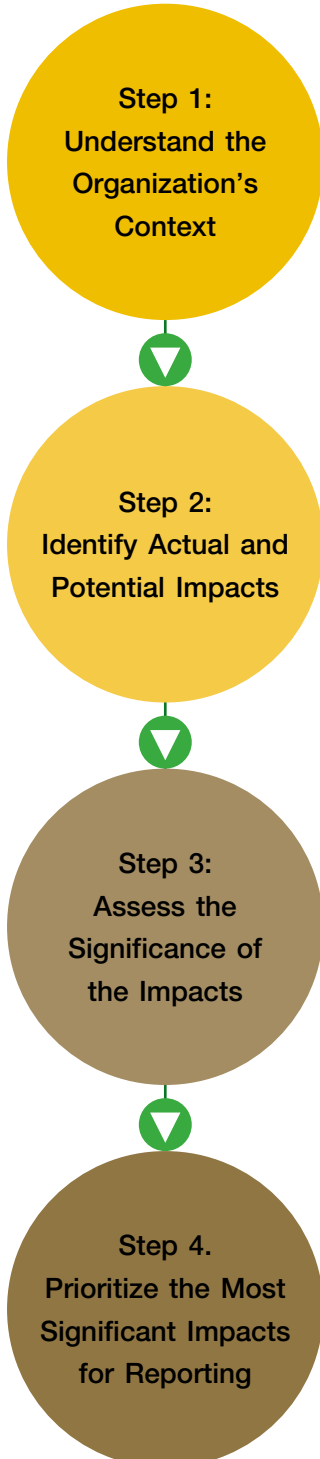 Step 1:
Understand the
Organization’s
Context
Step 2:
Identify Actual and
Potential Impacts
Step 3:
Assess the
Significance of
the Impacts
Step 4.
Prioritize the Most
Significant Impacts
for Reporting